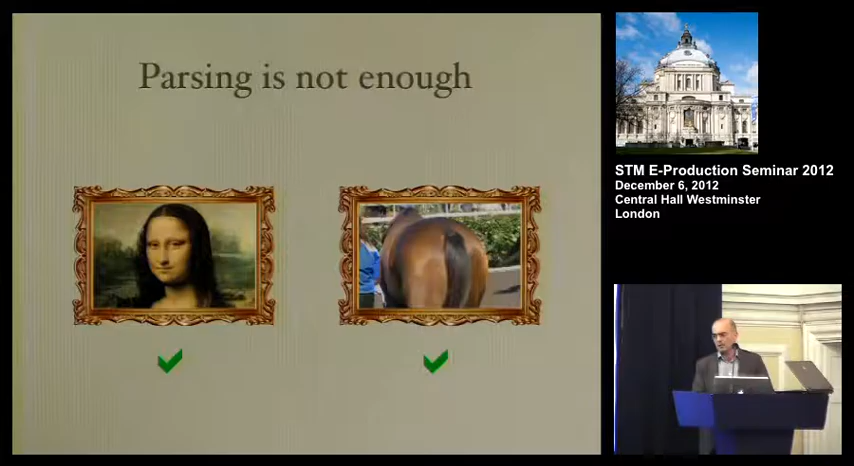 Parsing is not enough
STM E-Production Seminar 2012
December 6, 2012
Central Hall Westminster
London